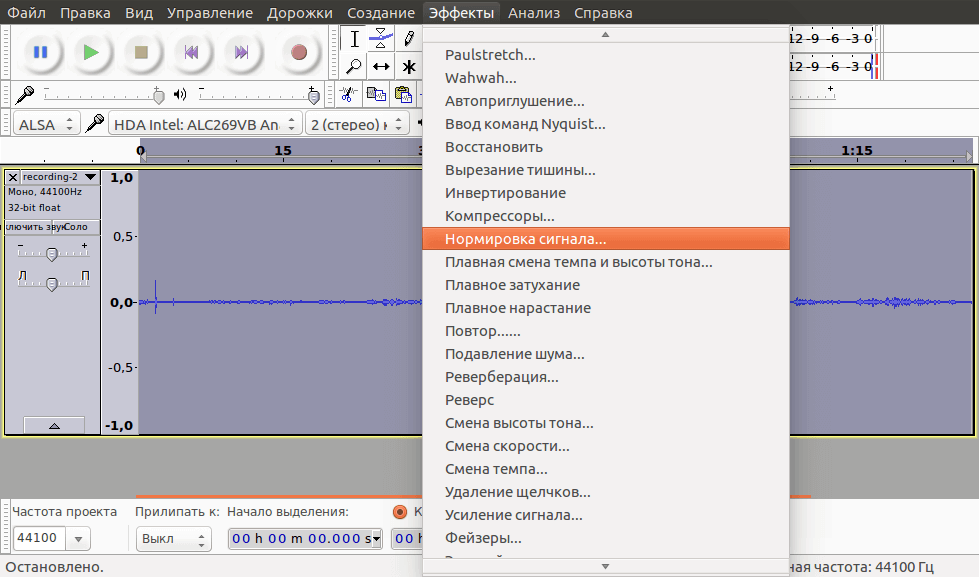 Файл Правка Вид Управление Дорожки Создание Эффекты Анализ Справка
12 -9 -6 -3 0
12 -9 -6 -3 0
ALSA HDA Intel: ALC269VB An 2 (стерео)
0 15 1:15
recording-2
Моно, 44100Hz
32-bit float
ключить звук Соло
- +
Л П
1,0
0,5
0,0
-0,5
-1,0
Paulstretch...
Wahwah...
Автоприглушение...
Ввод команд Nyquist...
Восстановить
Вырезание тишины...
Инвертирование
Компрессоры...
Нормировка сигнала...
Плавная смена темпа и высоты тона...
Плавное затухание
Плавное нарастание
Повтор......
Подавление шума...
Реверберация...
Реверс
Смена высоты тона...
Смена скорости...
Смена темпа...
Удаление щелчков...
Усиление сигнала...
Фейзеры...
Частота проекта Прилипать к: Начало выделения: К
44100 Выкл 00 h 00 m 00.000 s 00 h
Остановлено. ная частота: 44100 Гц